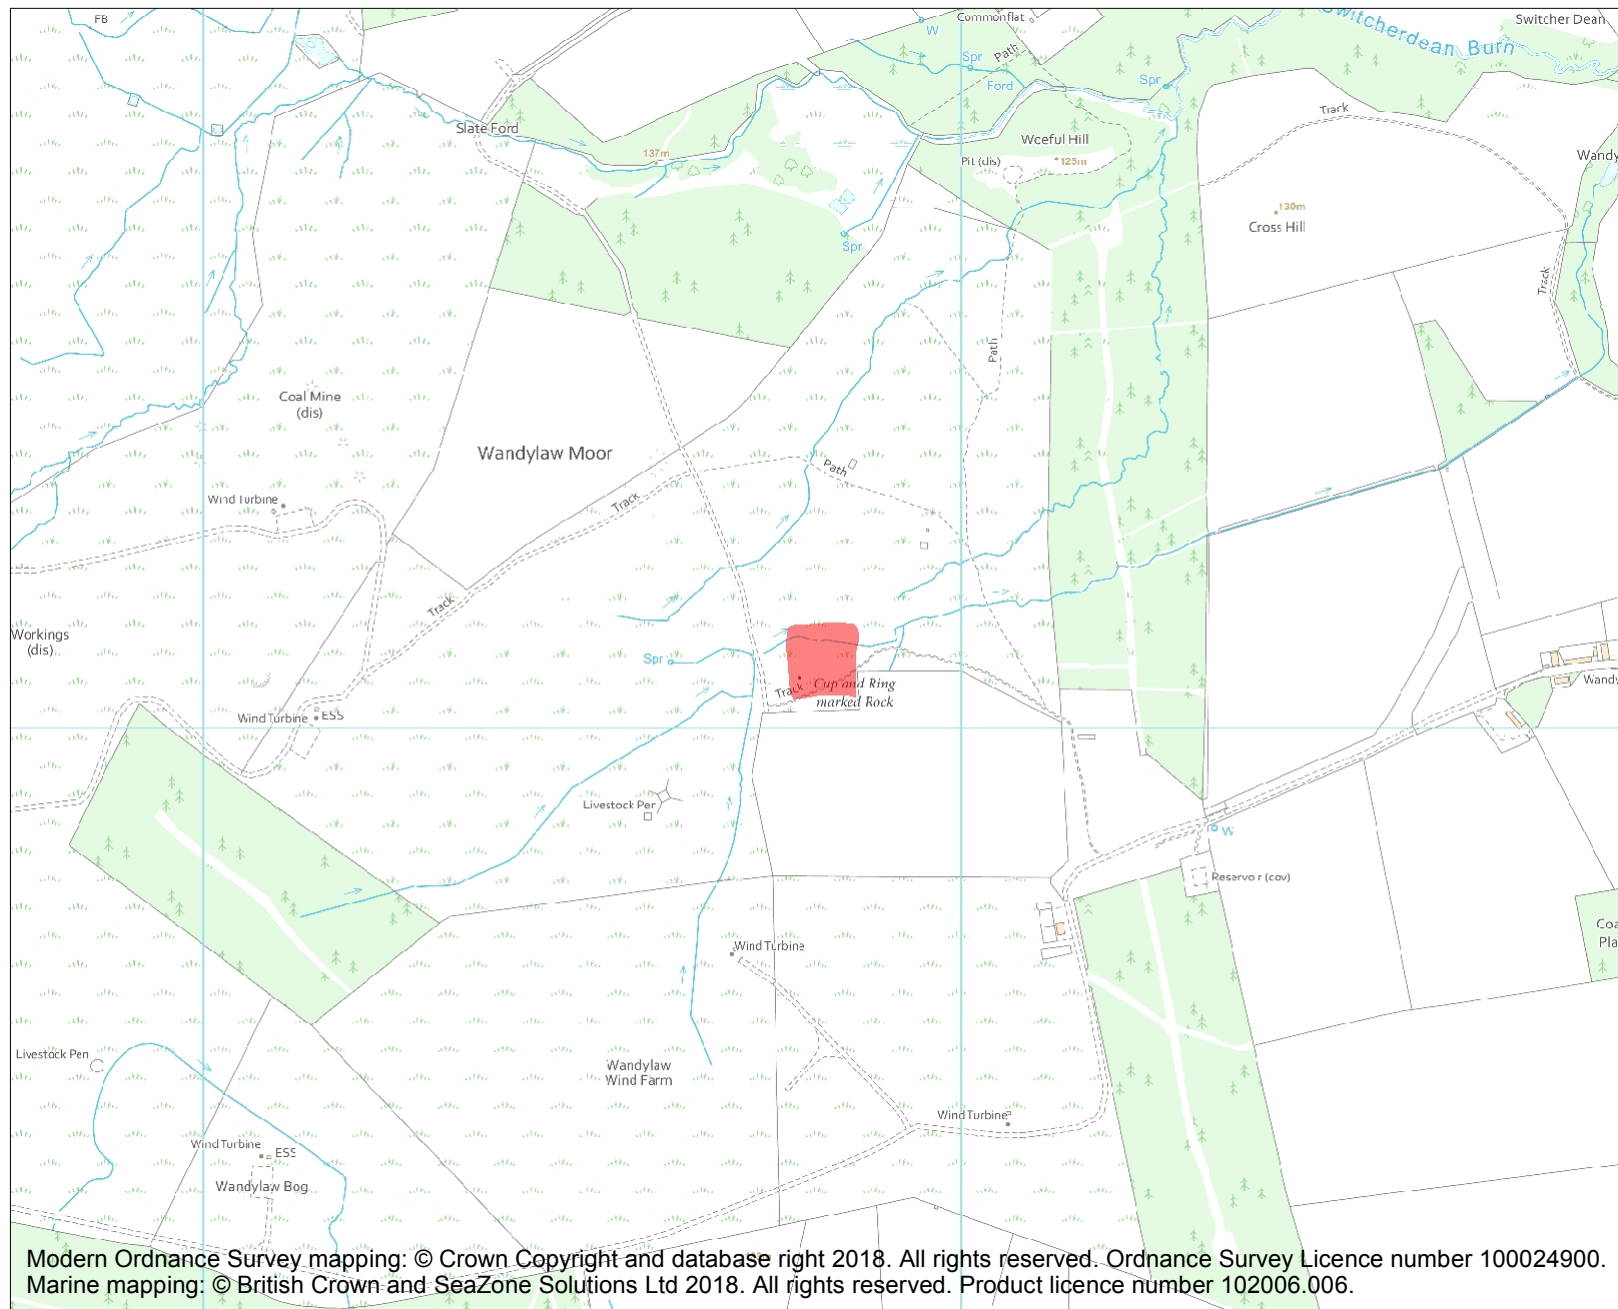 FB
Commonflat
Switcher Dean
W
Path
Switcherdean Burn
Spr
Ford
Spr
Track
Slate Ford
137m
Wceful Hill
Pit (dis)
125m
Wandy
130m
Cross Hill
Spr
Track
Path
Coal Mine
(dis)
Wandylaw Moor
Path
Track
Wind Turbine
Track
Workings
(dis)
Spr
Track
Cup and Ring
marked Rock
Wandy
Wind Turbine
ESS
Livestock Pen
W
Reservoir (cov)
Coa
Pla
Wind Turbine
Livestock Pen
Wandylaw
Wind Farm
Wind Turbine
Wind Turbine
ESS
Wandylaw Bog
Modern Ordnance Survey mapping: © Crown Copyright and database right 2018. All rights reserved. Ordnance Survey Licence number 100024900.
Marine mapping: © British Crown and SeaZone Solutions Ltd 2018. All rights reserved. Product licence number 102006.006.